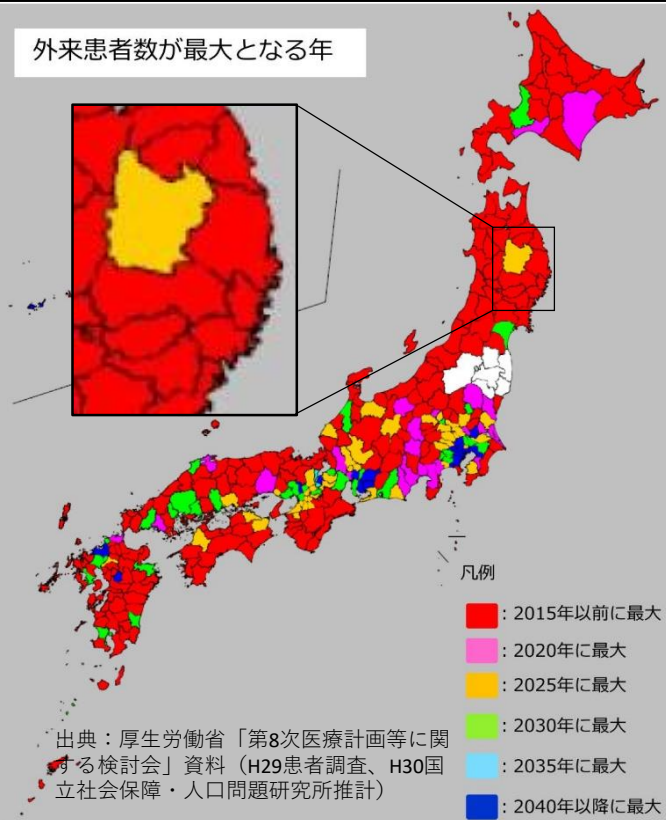 外来患者数が最大となる年
凡例
：2015年以前に最大
：2020年に最大
：2025年に最大
：2030年に最大
：2035年に最大
：2040年以降に最大
出典：厚生労働省「第8次医療計画等に関
する検討会」資料（H29患者調査、H30国
立社会保障・人口問題研究所推計）